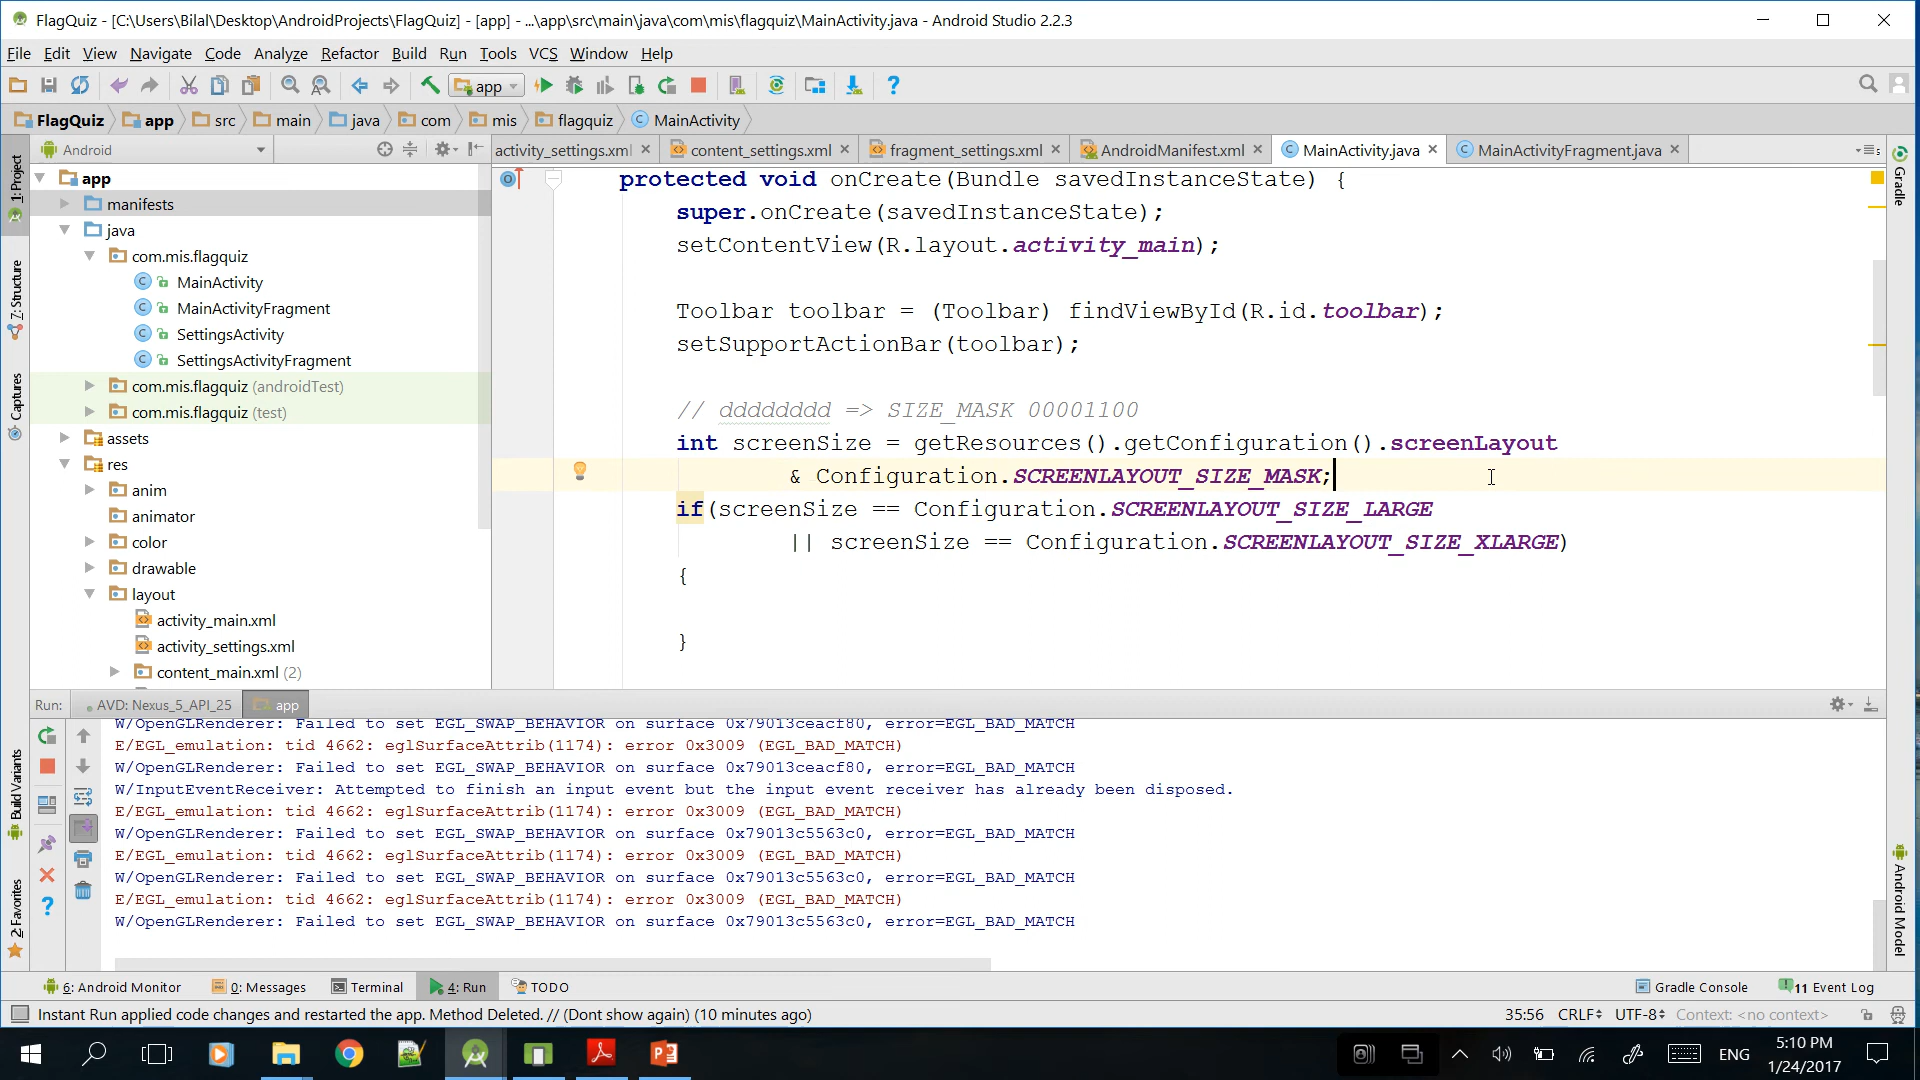 FlagQuiz - [C:\Users\Bilal\Desktop\AndroidProjects\FlagQuiz] - [app] - ...\app\src\main\java\com\mis\flagquiz\MainActivity.java - Android Studio 2.2.3
File Edit View Navigate Code Analyze Refactor Build Run Tools VCS Window Help
app
FlagQuiz app src main java com mis flagquiz MainActivity
Android
activity_settings.xml content_settings.xml fragment_settings.xml AndroidManifest.xml MainActivity.java MainActivityFragment.java
1: Project
7: Structure
Captures
Build Variants
2: Favorites
app
manifests
java
com.mis.flagquiz
MainActivity
MainActivityFragment
SettingsActivity
SettingsActivityFragment
com.mis.flagquiz (androidTest)
com.mis.flagquiz (test)
assets
res
anim
animator
color
drawable
layout
activity_main.xml
activity_settings.xml
content_main.xml (2)
protected void onCreate(Bundle savedInstanceState) {
super.onCreate(savedInstanceState);
setContentView(R.layout.activity_main);
Toolbar toolbar = (Toolbar) findViewById(R.id.toolbar);
setSupportActionBar(toolbar);
// dddddddd => SIZE_MASK 00001100
int screenSize = getResources().getConfiguration().screenLayout
& Configuration.SCREENLAYOUT_SIZE_MASK;
if(screenSize == Configuration.SCREENLAYOUT_SIZE_LARGE
|| screenSize == Configuration.SCREENLAYOUT_SIZE_XLARGE)
{
}
Gradle
Android Model
Run: AVD: Nexus_5_API_25 app
W/OpenGLRenderer: Failed to set EGL_SWAP_BEHAVIOR on surface 0x79013ceacf80, error=EGL_BAD_MATCH
E/EGL_emulation: tid 4662: eglSurfaceAttrib(1174): error 0x3009 (EGL_BAD_MATCH)
W/OpenGLRenderer: Failed to set EGL_SWAP_BEHAVIOR on surface 0x79013ceacf80, error=EGL_BAD_MATCH
W/InputEventReceiver: Attempted to finish an input event but the input event receiver has already been disposed.
E/EGL_emulation: tid 4662: eglSurfaceAttrib(1174): error 0x3009 (EGL_BAD_MATCH)
W/OpenGLRenderer: Failed to set EGL_SWAP_BEHAVIOR on surface 0x79013c5563c0, error=EGL_BAD_MATCH
E/EGL_emulation: tid 4662: eglSurfaceAttrib(1174): error 0x3009 (EGL_BAD_MATCH)
W/OpenGLRenderer: Failed to set EGL_SWAP_BEHAVIOR on surface 0x79013c5563c0, error=EGL_BAD_MATCH
E/EGL_emulation: tid 4662: eglSurfaceAttrib(1174): error 0x3009 (EGL_BAD_MATCH)
W/OpenGLRenderer: Failed to set EGL_SWAP_BEHAVIOR on surface 0x79013c5563c0, error=EGL_BAD_MATCH
6: Android Monitor 0: Messages Terminal 4: Run TODO Gradle Console 11 Event Log
Instant Run applied code changes and restarted the app. Method Deleted. // (Dont show again) (10 minutes ago) 35:56 CRLF UTF-8 Context: <no context>
ENG 5:10 PM
1/24/2017